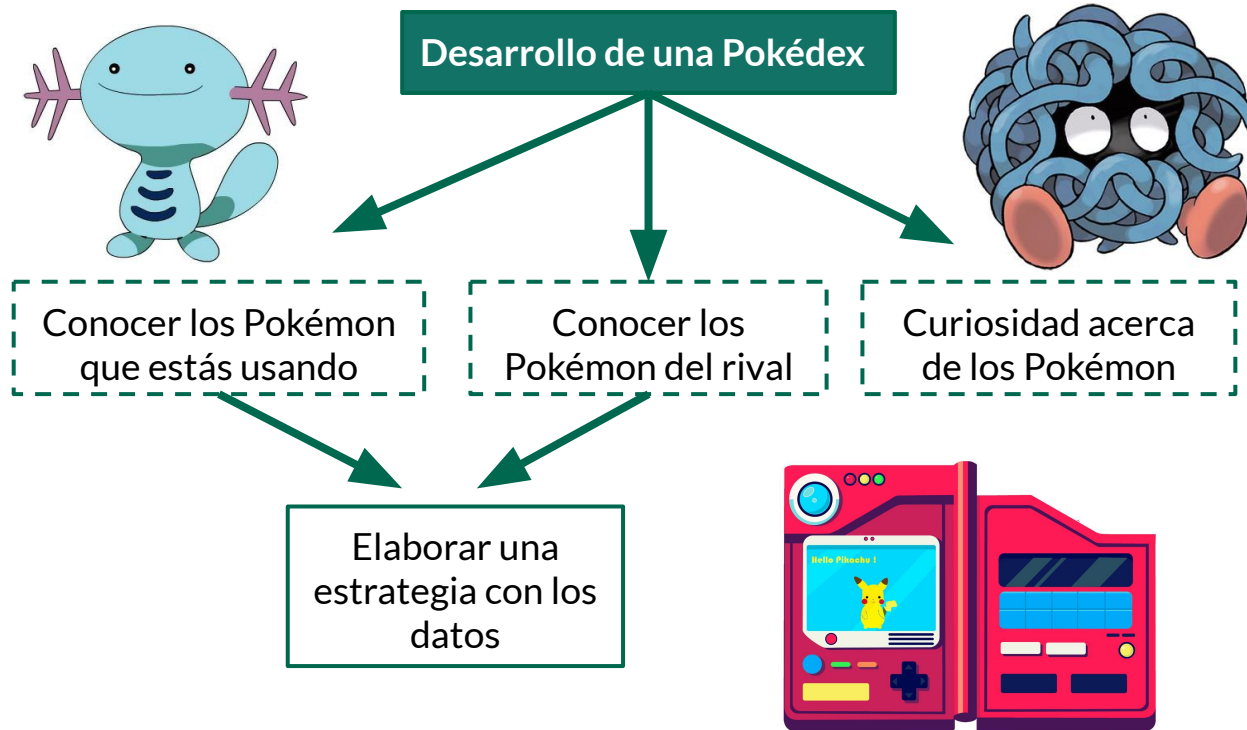 Desarrollo de una Pokédex
Conocer los Pokémon
que estás usando
Conocer los
Pokémon del rival
Curiosidad acerca
de los Pokémon
Elaborar una
estrategia con los
datos
Hello Pikachu !